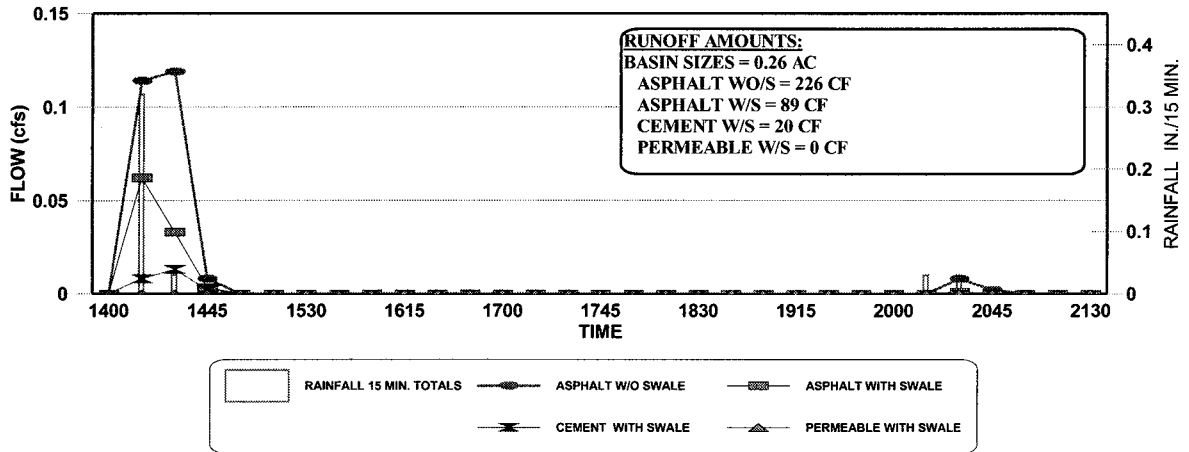 0.15
0.1
0.05
0
FLOW (cfs)
RUNOFF AMOUNTS:
BASIN SIZES = 0.26 AC
ASPHALT WO/S = 226 CF
ASPHALT W/S = 89 CF
CEMENT W/S = 20 CF
PERMEABLE W/S = 0 CF
0.4
0.3
0.2
0.1
0
RAINFALL IN./15 MIN.
1400 1445 1530 1615 1700 1745 1830 1915 2000 2045 2130
TIME
RAINFALL 15 MIN. TOTALS ASPHALT W/O SWALE ASPHALT WITH SWALE
CEMENT WITH SWALE PERMEABLE WITH SWALE